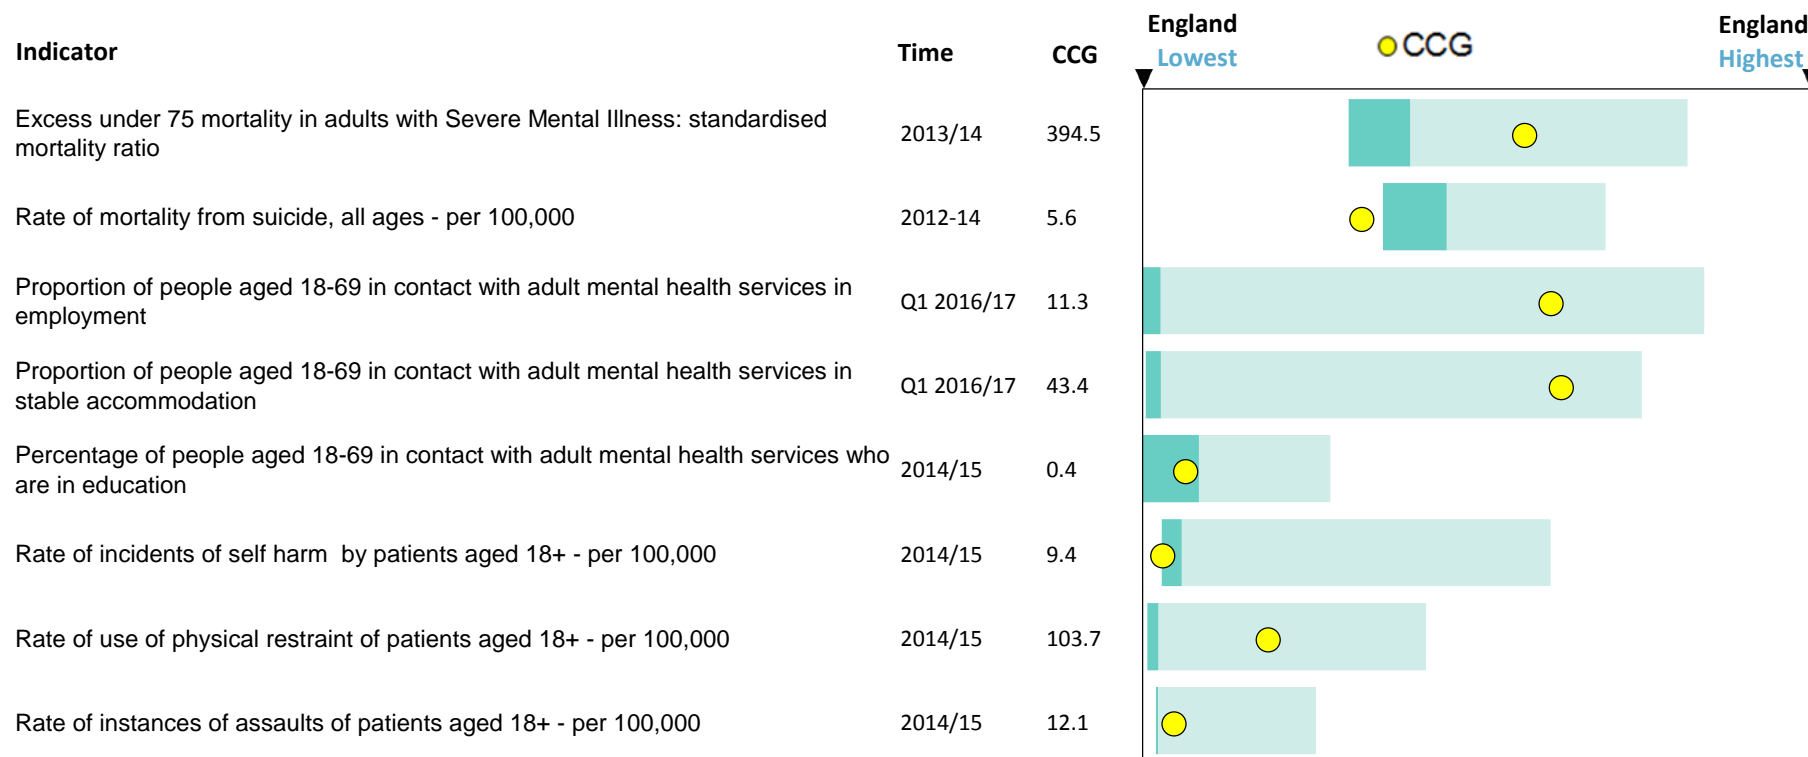 Indicator Time CCG England Lowest CCG England Highest
Excess under 75 mortality in adults with Severe Mental Illness: standardised
mortality ratio
2013/14 394.5
Rate of mortality from suicide, all ages - per 100,000 2012-14 5.6
Proportion of people aged 18-69 in contact with adult mental health services in
employment
Q1 2016/17 11.3
Proportion of people aged 18-69 in contact with adult mental health services in
stable accommodation
Q1 2016/17 43.4
Percentage of people aged 18-69 in contact with adult mental health services who
are in education
2014/15 0.4
Rate of incidents of self harm  by patients aged 18+ - per 100,000 2014/15 9.4
Rate of use of physical restraint of patients aged 18+ - per 100,000 2014/15 103.7
Rate of instances of assaults of patients aged 18+ - per 100,000 2014/15 12.1